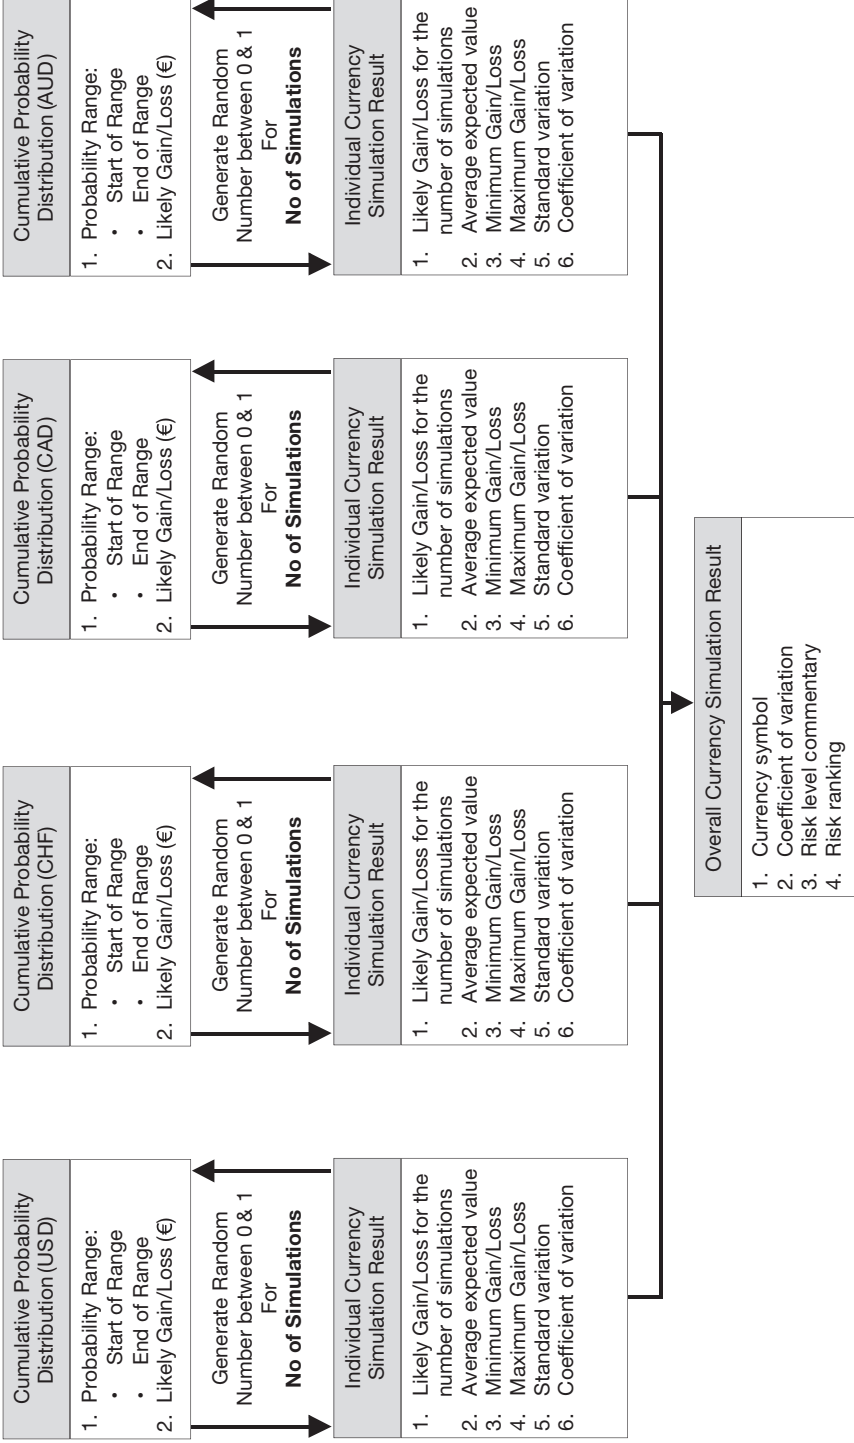 Cumulative Probability
Distribution (USD)
1. Probability Range:
• Start of Range
• End of Range
2. Likely Gain/Loss (€)
Generate Random
Number between 0 & 1
For
No of Simulations
Individual Currency
Simulation Result
1. Likely Gain/Loss for the
number of simulations
2. Average expected value
3. Minimum Gain/Loss
4. Maximum Gain/Loss
5. Standard variation
6. Coefficient of variation
Cumulative Probability
Distribution (CHF)
1. Probability Range:
• Start of Range
• End of Range
2. Likely Gain/Loss (€)
Generate Random
Number between 0 & 1
For
No of Simulations
Individual Currency
Simulation Result
1. Likely Gain/Loss for the
number of simulations
2. Average expected value
3. Minimum Gain/Loss
4. Maximum Gain/Loss
5. Standard variation
6. Coefficient of variation
Cumulative Probability
Distribution (CAD)
1. Probability Range:
• Start of Range
• End of Range
2. Likely Gain/Loss (€)
Generate Random
Number between 0 & 1
For
No of Simulations
Individual Currency
Simulation Result
1. Likely Gain/Loss for the
number of simulations
2. Average expected value
3. Minimum Gain/Loss
4. Maximum Gain/Loss
5. Standard variation
6. Coefficient of variation
Cumulative Probability
Distribution (AUD)
1. Probability Range:
• Start of Range
• End of Range
2. Likely Gain/Loss (€)
Generate Random
Number between 0 & 1
For
No of Simulations
Individual Currency
Simulation Result
1. Likely Gain/Loss for the
number of simulations
2. Average expected value
3. Minimum Gain/Loss
4. Maximum Gain/Loss
5. Standard variation
6. Coefficient of variation
Overall Currency Simulation Result
1. Currency symbol
2. Coefficient of variation
3. Risk level commentary
4. Risk ranking